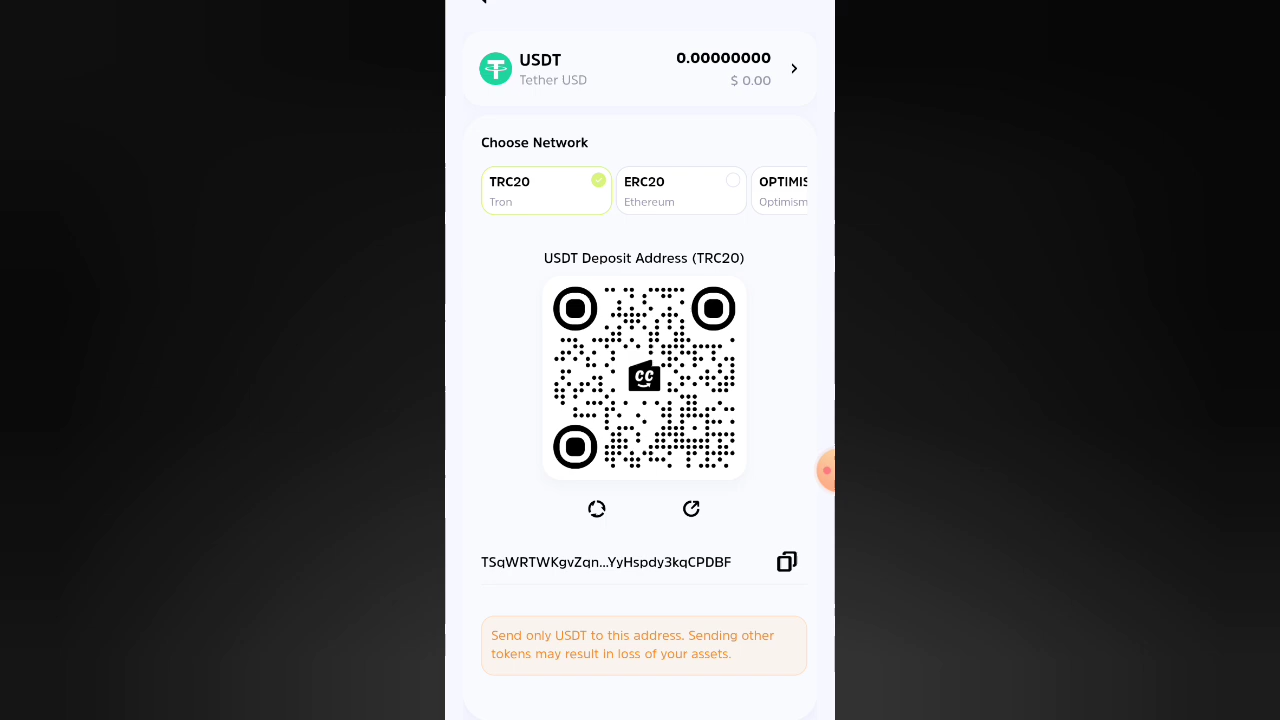 USDT
0.00000000
Tether USD
$ 0.00
Choose Network
TRC20
ERC20
OPTIMIS
Tron
Ethereum
Optimism
USDT Deposit Address (TRC20)
CC
TSqWRTWKgvZqn...YyHspdy3kqCPDBF
Send only USDT to this address. Sending other
tokens may result in loss of your assets.